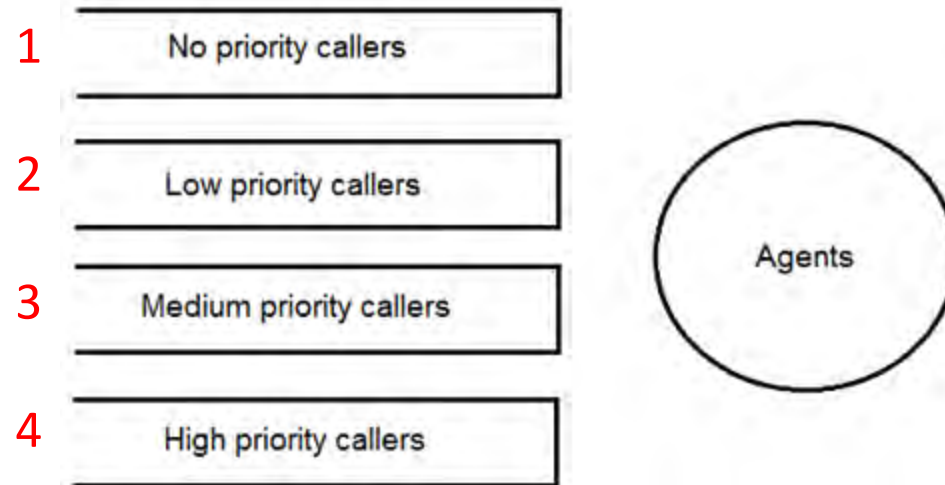 1 No priority callers
2 Low priority callers
Agents
3 Medium priority callers
4 High priority callers